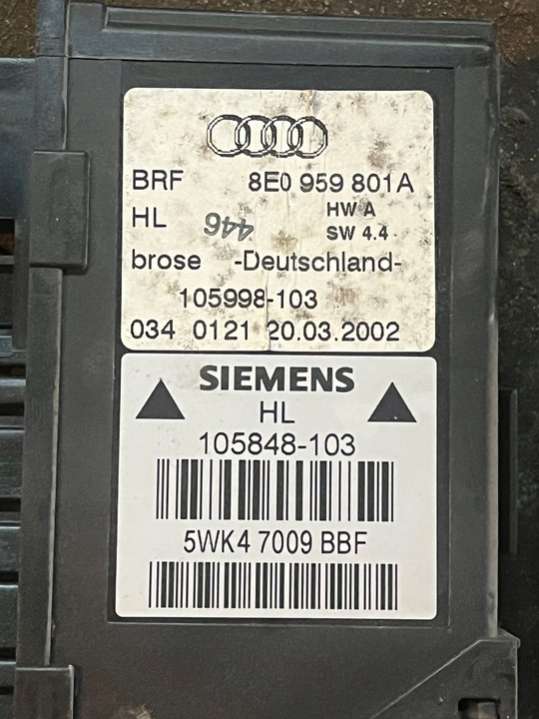 BRF 8E0 959 801A
HL 446 HW A
SW 4.4
brose -Deutschland-
105998-103
034 0121 20.03.2002
SIEMENS
HL
105848-103
5WK4 7009 BBF